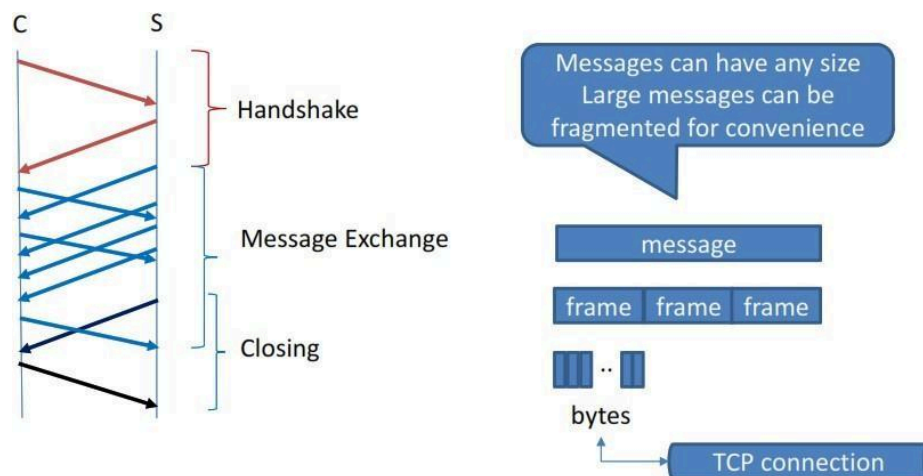 C
S
Handshake
Message Exchange
Closing
Messages can have any size
Large messages can be
fragmented for convenience
message
frame frame frame
..
bytes
TCP connection